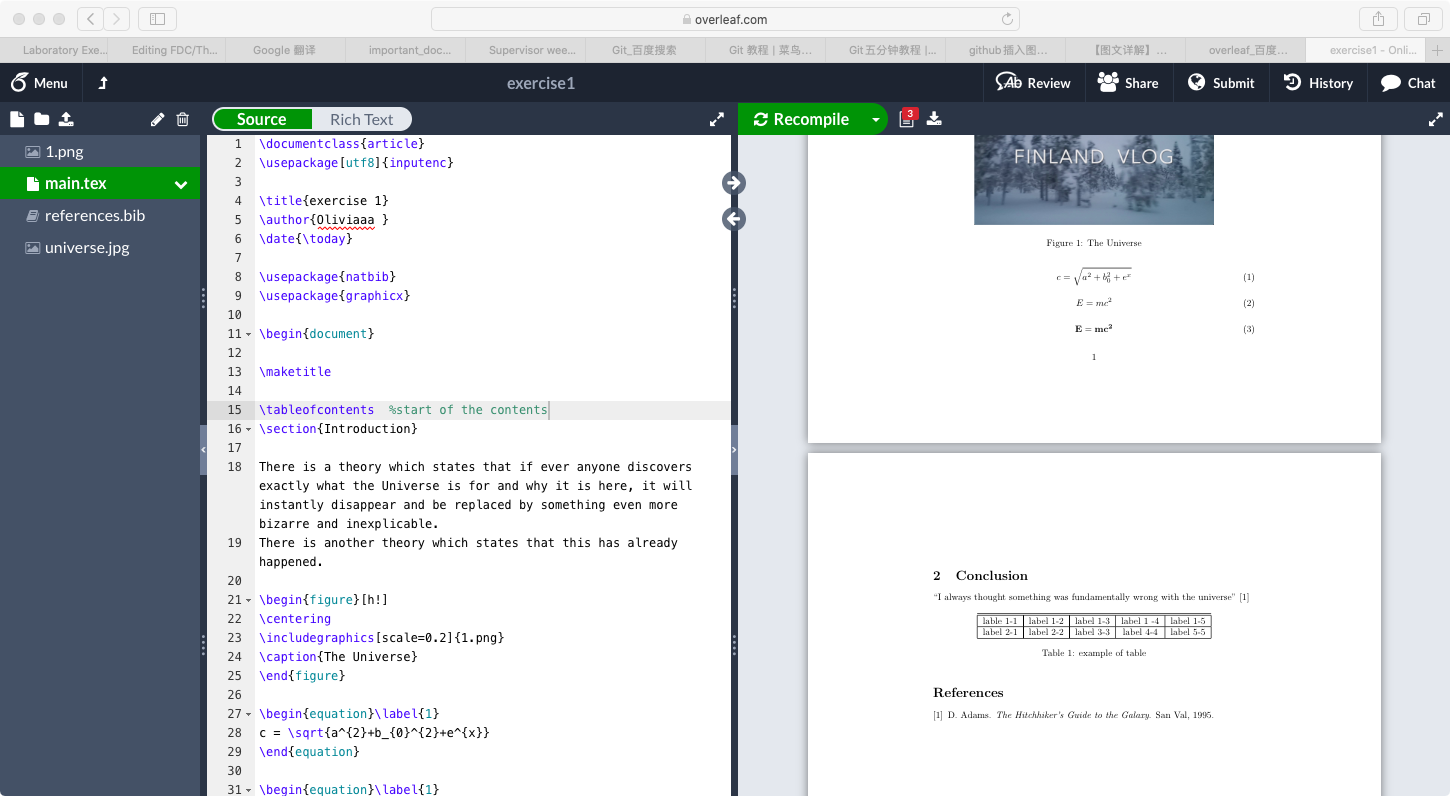 overleaf.com
Laboratory Exe...
Editing FDC/Th...
Google 翻译
important_doc...
Supervisor wee...
Git_百度搜索
Git 教程 | 菜鸟...
Git五分钟教程 |...
github插入图...
【图文详解】...
overleaf_百度...
exercise1 - Onli...
Menu
exercise1
Ab Review
Share
Submit
History
Chat
Source
Rich Text
Recompile
3
1.png
main.tex
references.bib
universe.jpg
1 \documentclass{article}
2 \usepackage[utf8]{inputenc}
3
4 \title{exercise 1}
5 \author{Oliviaaa }
6 \date{\today}
7
8 \usepackage{natbib}
9 \usepackage{graphicx}
10
11 \begin{document}
12
13 \maketitle
14
15 \tableofcontents  %start of the contents
16 \section{Introduction}
17
18 There is a theory which states that if ever anyone discovers
exactly what the Universe is for and why it is here, it will
instantly disappear and be replaced by something even more
bizarre and inexplicable.
19 There is another theory which states that this has already
happened.
20
21 \begin{figure}[h!]
22 \centering
23 \includegraphics[scale=0.2]{1.png}
24 \caption{The Universe}
25 \end{figure}
26
27 \begin{equation}\label{1}
28 c = \sqrt{a^{2}+b_{0}^{2}+e^{x}}
29 \end{equation}
30
31 \begin{equation}\label{1}
FINLAND VLOG
Figure 1: The Universe
c = √a² + b₀² + eˣ (1)
E = mc² (2)
E = mc² (3)
1
2 Conclusion
“I always thought something was fundamentally wrong with the universe” [1]
lable 1-1 label 1-2 label 1-3 label 1 -4 label 1-5
label 2-1 label 2-2 label 3-3 label 4-4 label 5-5
Table 1: example of table
References
[1] D. Adams. The Hitchhiker's Guide to the Galaxy. San Val, 1995.